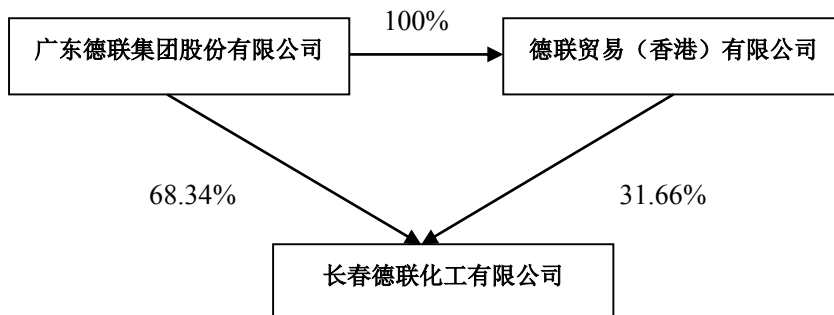 100%
广东德联集团股份有限公司
德联贸易（香港）有限公司
68.34%
31.66%
长春德联化工有限公司